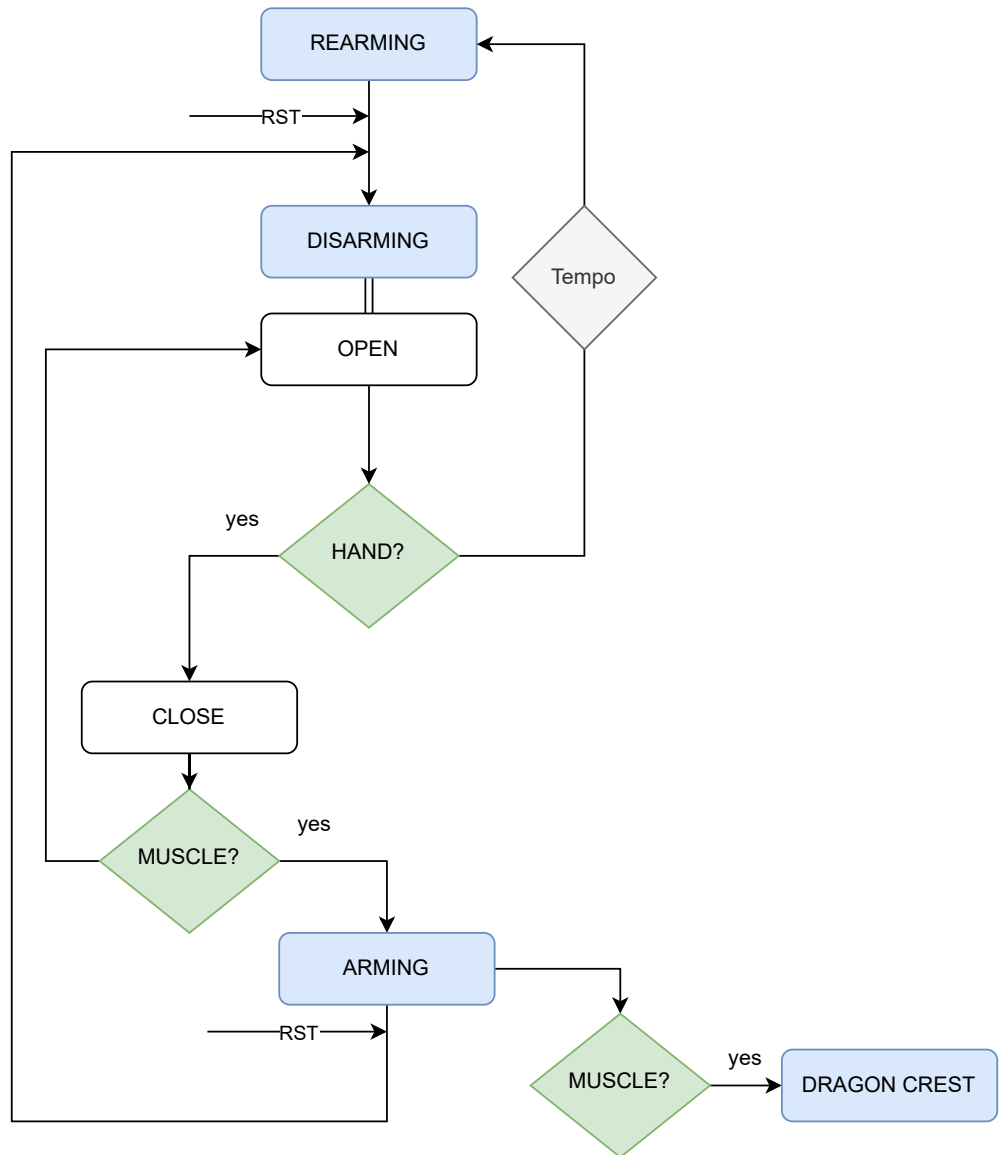 REARMING
RST
DISARMING
Tempo
OPEN
yes
HAND?
CLOSE
yes
MUSCLE?
ARMING
RST
yes
MUSCLE?
DRAGON CREST